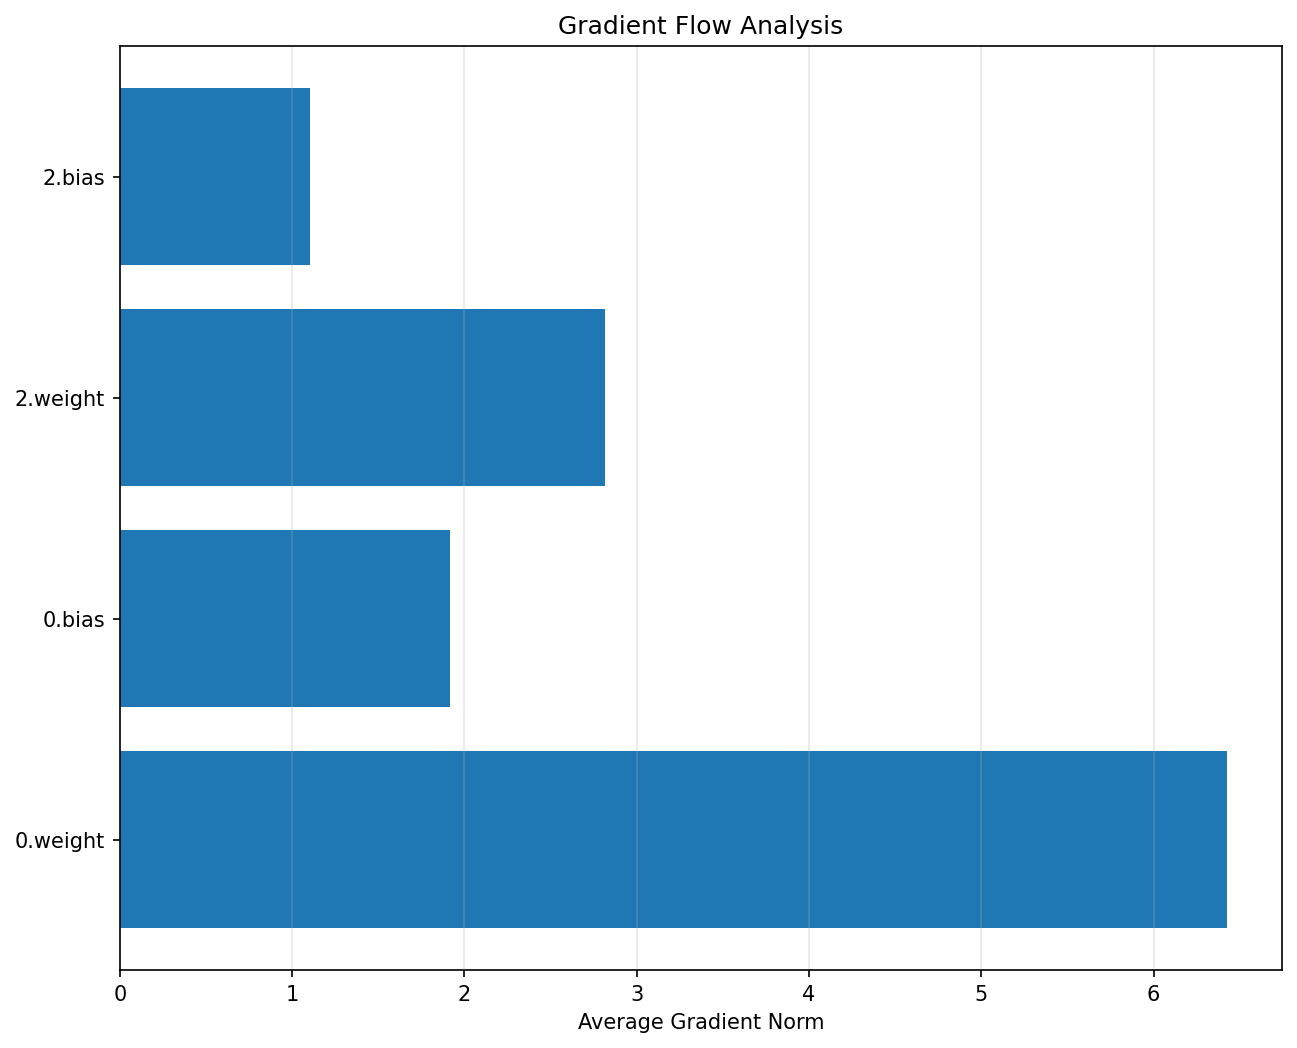 Gradient Flow Analysis
2.bias
2.weight
0.bias
0.weight
0 1 2 3 4 5 6
Average Gradient Norm